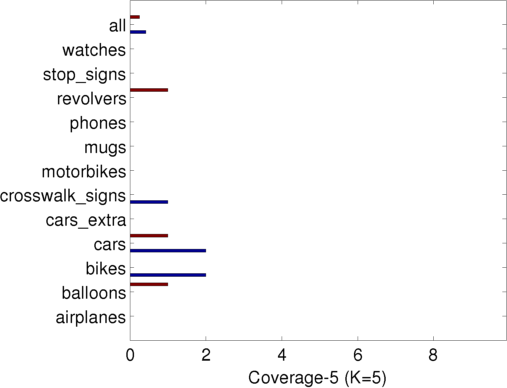 all
watches
stop_signs
revolvers
phones
mugs
motorbikes
crosswalk_signs
cars_extra
cars
bikes
balloons
airplanes
0 2 4 6 8
Coverage-5 (K=5)